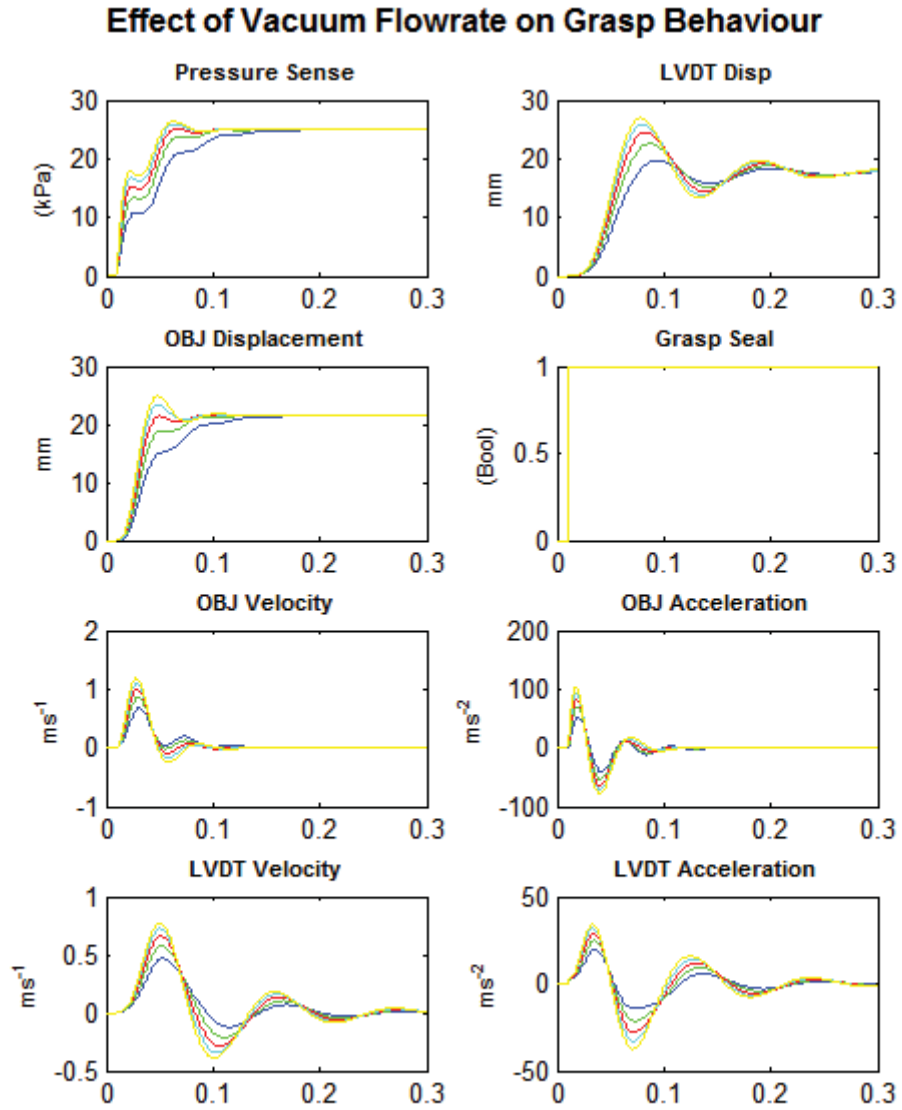 Effect of Vacuum Flowrate on Grasp Behaviour
Pressure Sense
(kPa)
30
20
10
0
0 0.1 0.2 0.3
LVDT Disp
mm
30
20
10
0
0 0.1 0.2 0.3
OBJ Displacement
mm
30
20
10
0
0 0.1 0.2 0.3
Grasp Seal
(Bool)
1
0.5
0
0 0.1 0.2 0.3
OBJ Velocity
ms⁻¹
2
1
0
-1
0 0.1 0.2 0.3
OBJ Acceleration
ms⁻²
200
100
0
-100
0 0.1 0.2 0.3
LVDT Velocity
ms⁻¹
1
0.5
0
-0.5
0 0.1 0.2 0.3
LVDT Acceleration
ms⁻²
50
0
-50
0 0.1 0.2 0.3